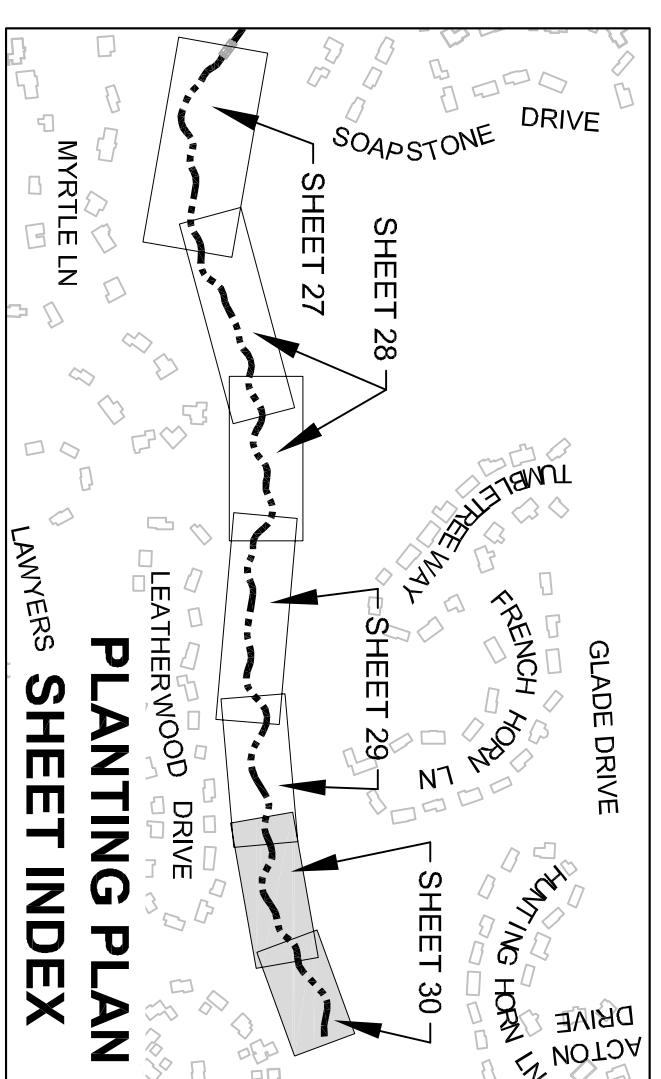 SOAPSTONE DRIVE
MYRTLE LN
SHEET 27
SHEET 28
TUMBLETREE WAY
FRENCH HORN LN
GLADE DRIVE
LAWYERS
LEATHERWOOD DRIVE
SHEET 29
SHEET 30
HUNTING HORN LN
ACTON
DRIVE
PLANTING PLAN
SHEET INDEX